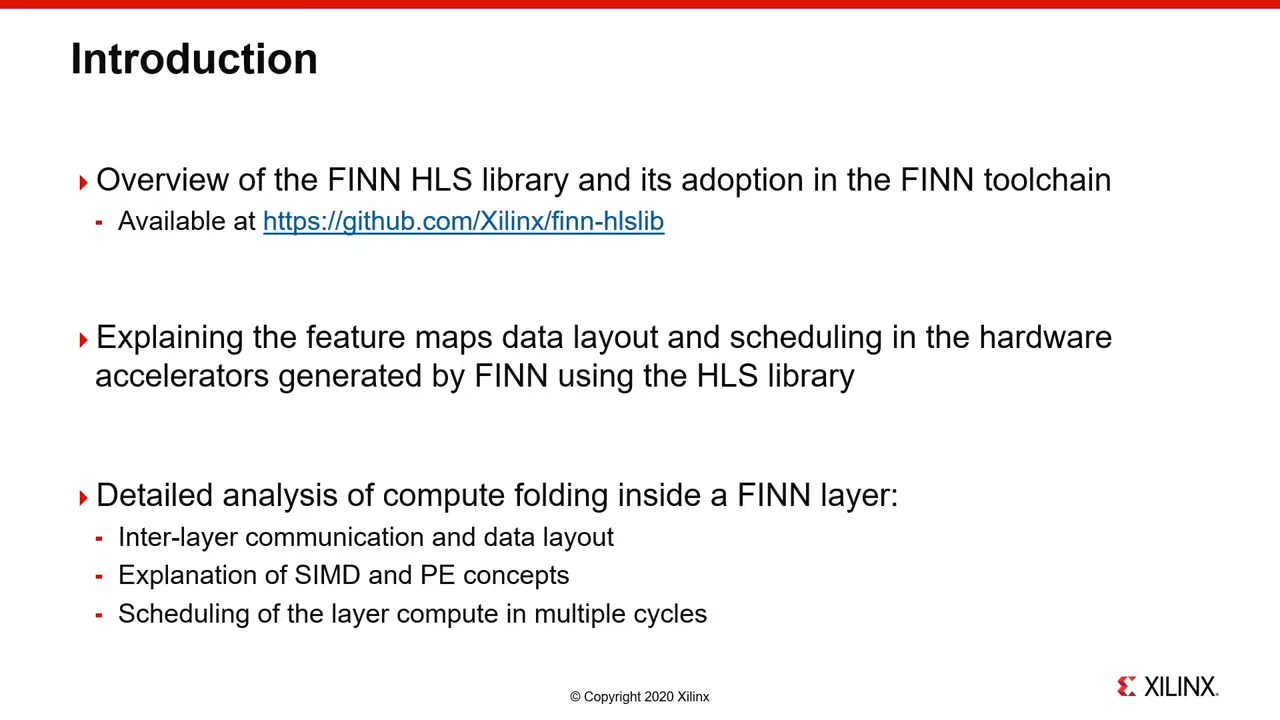 Introduction
Overview of the FINN HLS library and its adoption in the FINN toolchain
- Available at https://github.com/Xilinx/finn-hlslib
Explaining the feature maps data layout and scheduling in the hardware
accelerators generated by FINN using the HLS library
Detailed analysis of compute folding inside a FINN layer:
- Inter-layer communication and data layout
- Explanation of SIMD and PE concepts
- Scheduling of the layer compute in multiple cycles
© Copyright 2020 Xilinx
XILINX.